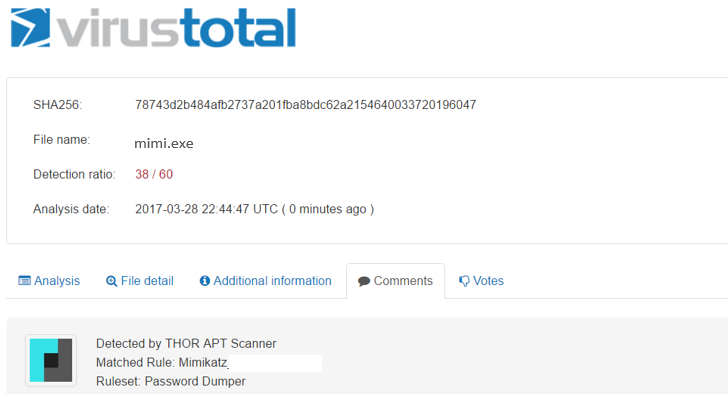 virustotal
SHA256: 78743d2b484afb2737a201fba8bdc62a2154640033720196047
File name: mimi.exe
Detection ratio: 38 / 60
Analysis date: 2017-03-28 22:44:47 UTC ( 0 minutes ago )
Analysis File detail Additional information Comments Votes
Detected by THOR APT Scanner
Matched Rule: Mimikatz_
Ruleset: Password Dumper